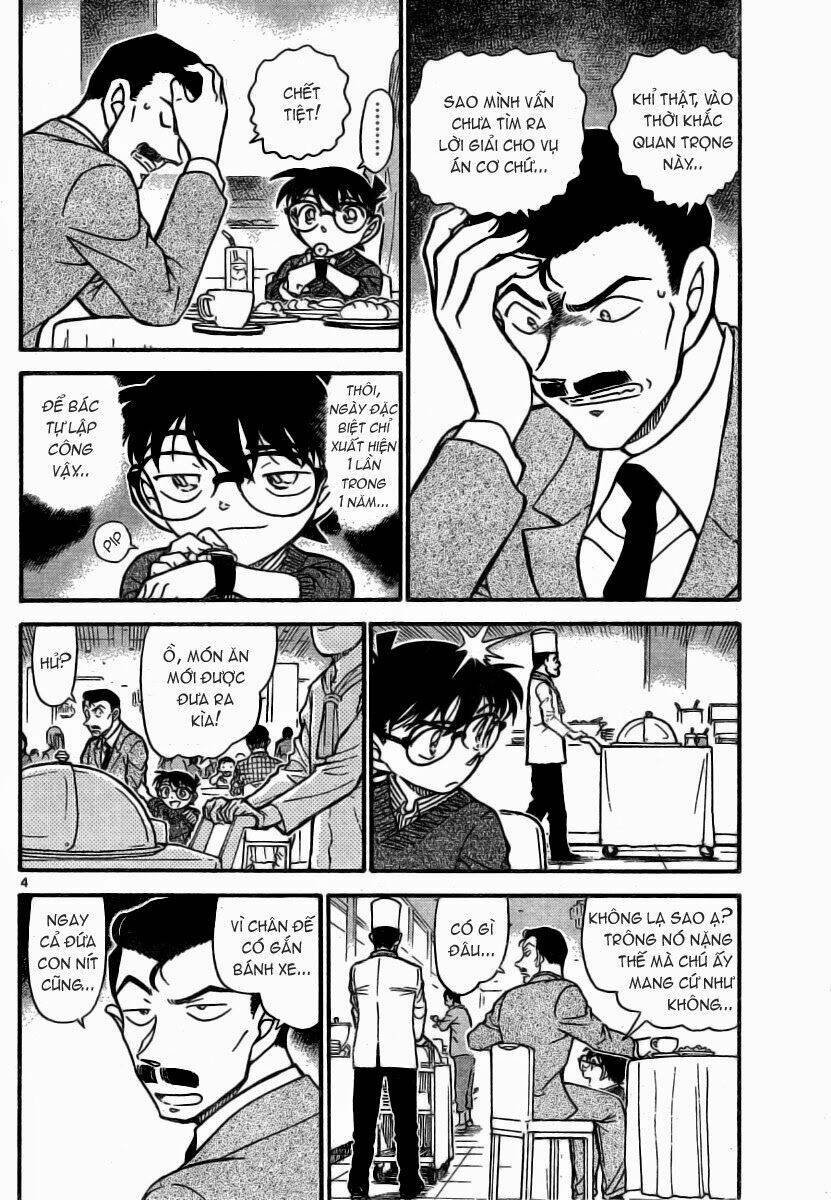 KHỈ THẬT, VÀO
THỜI KHẮC
QUAN TRỌNG
NÀY...
SAO MÌNH VẪN
CHƯA TÌM RA
LỜI GIẢI CHO VỤ
ÁN CƠ CHỨ...
.........
CHẾT
TIỆT!
THÔI,
NGÀY ĐẶC
BIỆT CHỈ
XUẤT HIỆN
1 LẦN
TRONG
1 NĂM...
ĐỂ BÁC
TỰ LẬP
CÔNG
VẬY...
PIP
Ồ, MÓN ĂN
MỚI ĐƯỢC
ĐƯA RA
KÌA!
HỬ?
4
KHÔNG LẠ SAO Ạ?
TRÔNG NÓ NẶNG
THẾ MÀ CHÚ ẤY
MANG CỨ NHƯ
KHÔNG...
CÓ GÌ
ĐÂU...
VÌ CHÂN ĐẾ
CÓ GẮN
BÁNH XE...
NGAY
CẢ ĐỨA
CON NÍT
CŨNG...